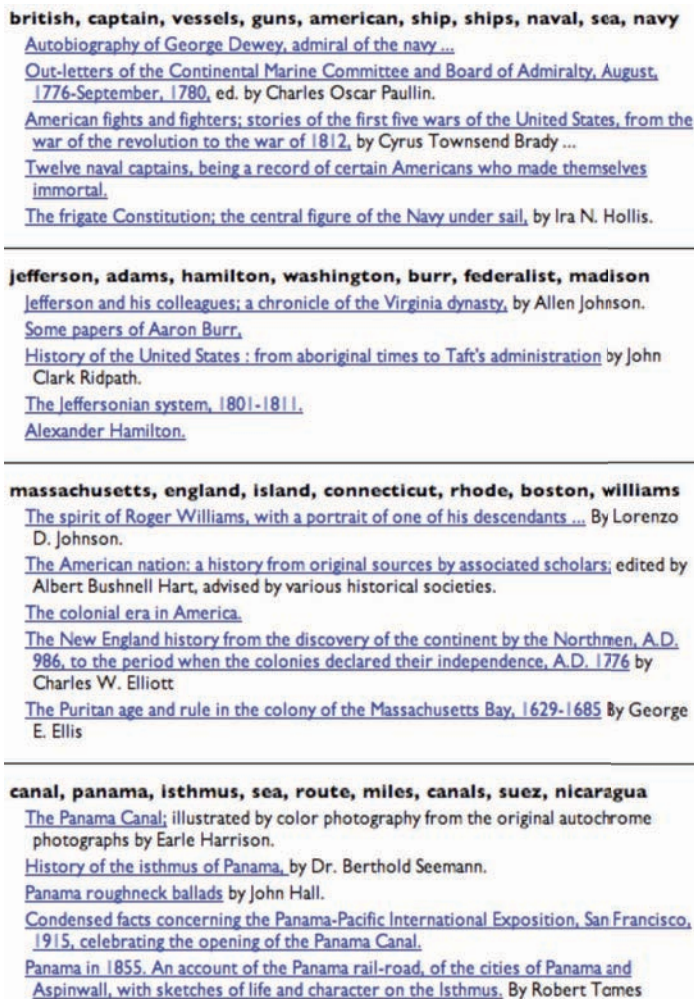 british, captain, vessels, guns, american, ship, ships, naval, sea, navy
Autobiography of George Dewey, admiral of the navy ...
Out-letters of the Continental Marine Committee and Board of Admiralty, August,
1776-September, 1780, ed. by Charles Oscar Paullin.
American fights and fighters; stories of the first five wars of the United States, from the
war of the revolution to the war of 1812, by Cyrus Townsend Brady ...
Twelve naval captains, being a record of certain Americans who made themselves
immortal.
The frigate Constitution; the central figure of the Navy under sail, by Ira N. Hollis.
jefferson, adams, hamilton, washington, burr, federalist, madison
Jefferson and his colleagues; a chronicle of the Virginia dynasty, by Allen Johnson.
Some papers of Aaron Burr,
History of the United States : from aboriginal times to Taft's administration by John
Clark Ridpath.
The Jeffersonian system, 1801-1811,
Alexander Hamilton.
massachusetts, england, island, connecticut, rhode, boston, williams
The spirit of Roger Williams, with a portrait of one of his descendants ... By Lorenzo
D. Johnson.
The American nation: a history from original sources by associated scholars; edited by
Albert Bushnell Hart, advised by various historical societies.
The colonial era in America.
The New England history from the discovery of the continent by the Northmen, A.D.
986, to the period when the colonies declared their independence, A.D. 1776 by
Charles W. Elliott
The Puritan age and rule in the colony of the Massachusetts Bay, 1629-1685 By George
E. Ellis
canal, panama, isthmus, sea, route, miles, canals, suez, nicaragua
The Panama Canal; illustrated by color photography from the original autochrome
photographs by Earle Harrison.
History of the isthmus of Panama, by Dr. Berthold Seemann.
Panama roughneck ballads by John Hall.
Condensed facts concerning the Panama-Pacific International Exposition, San Francisco,
1915, celebrating the opening of the Panama Canal.
Panama in 1855. An account of the Panama rail-road, of the cities of Panama and
Aspinwall, with sketches of life and character on the Isthmus. By Robert Tomes